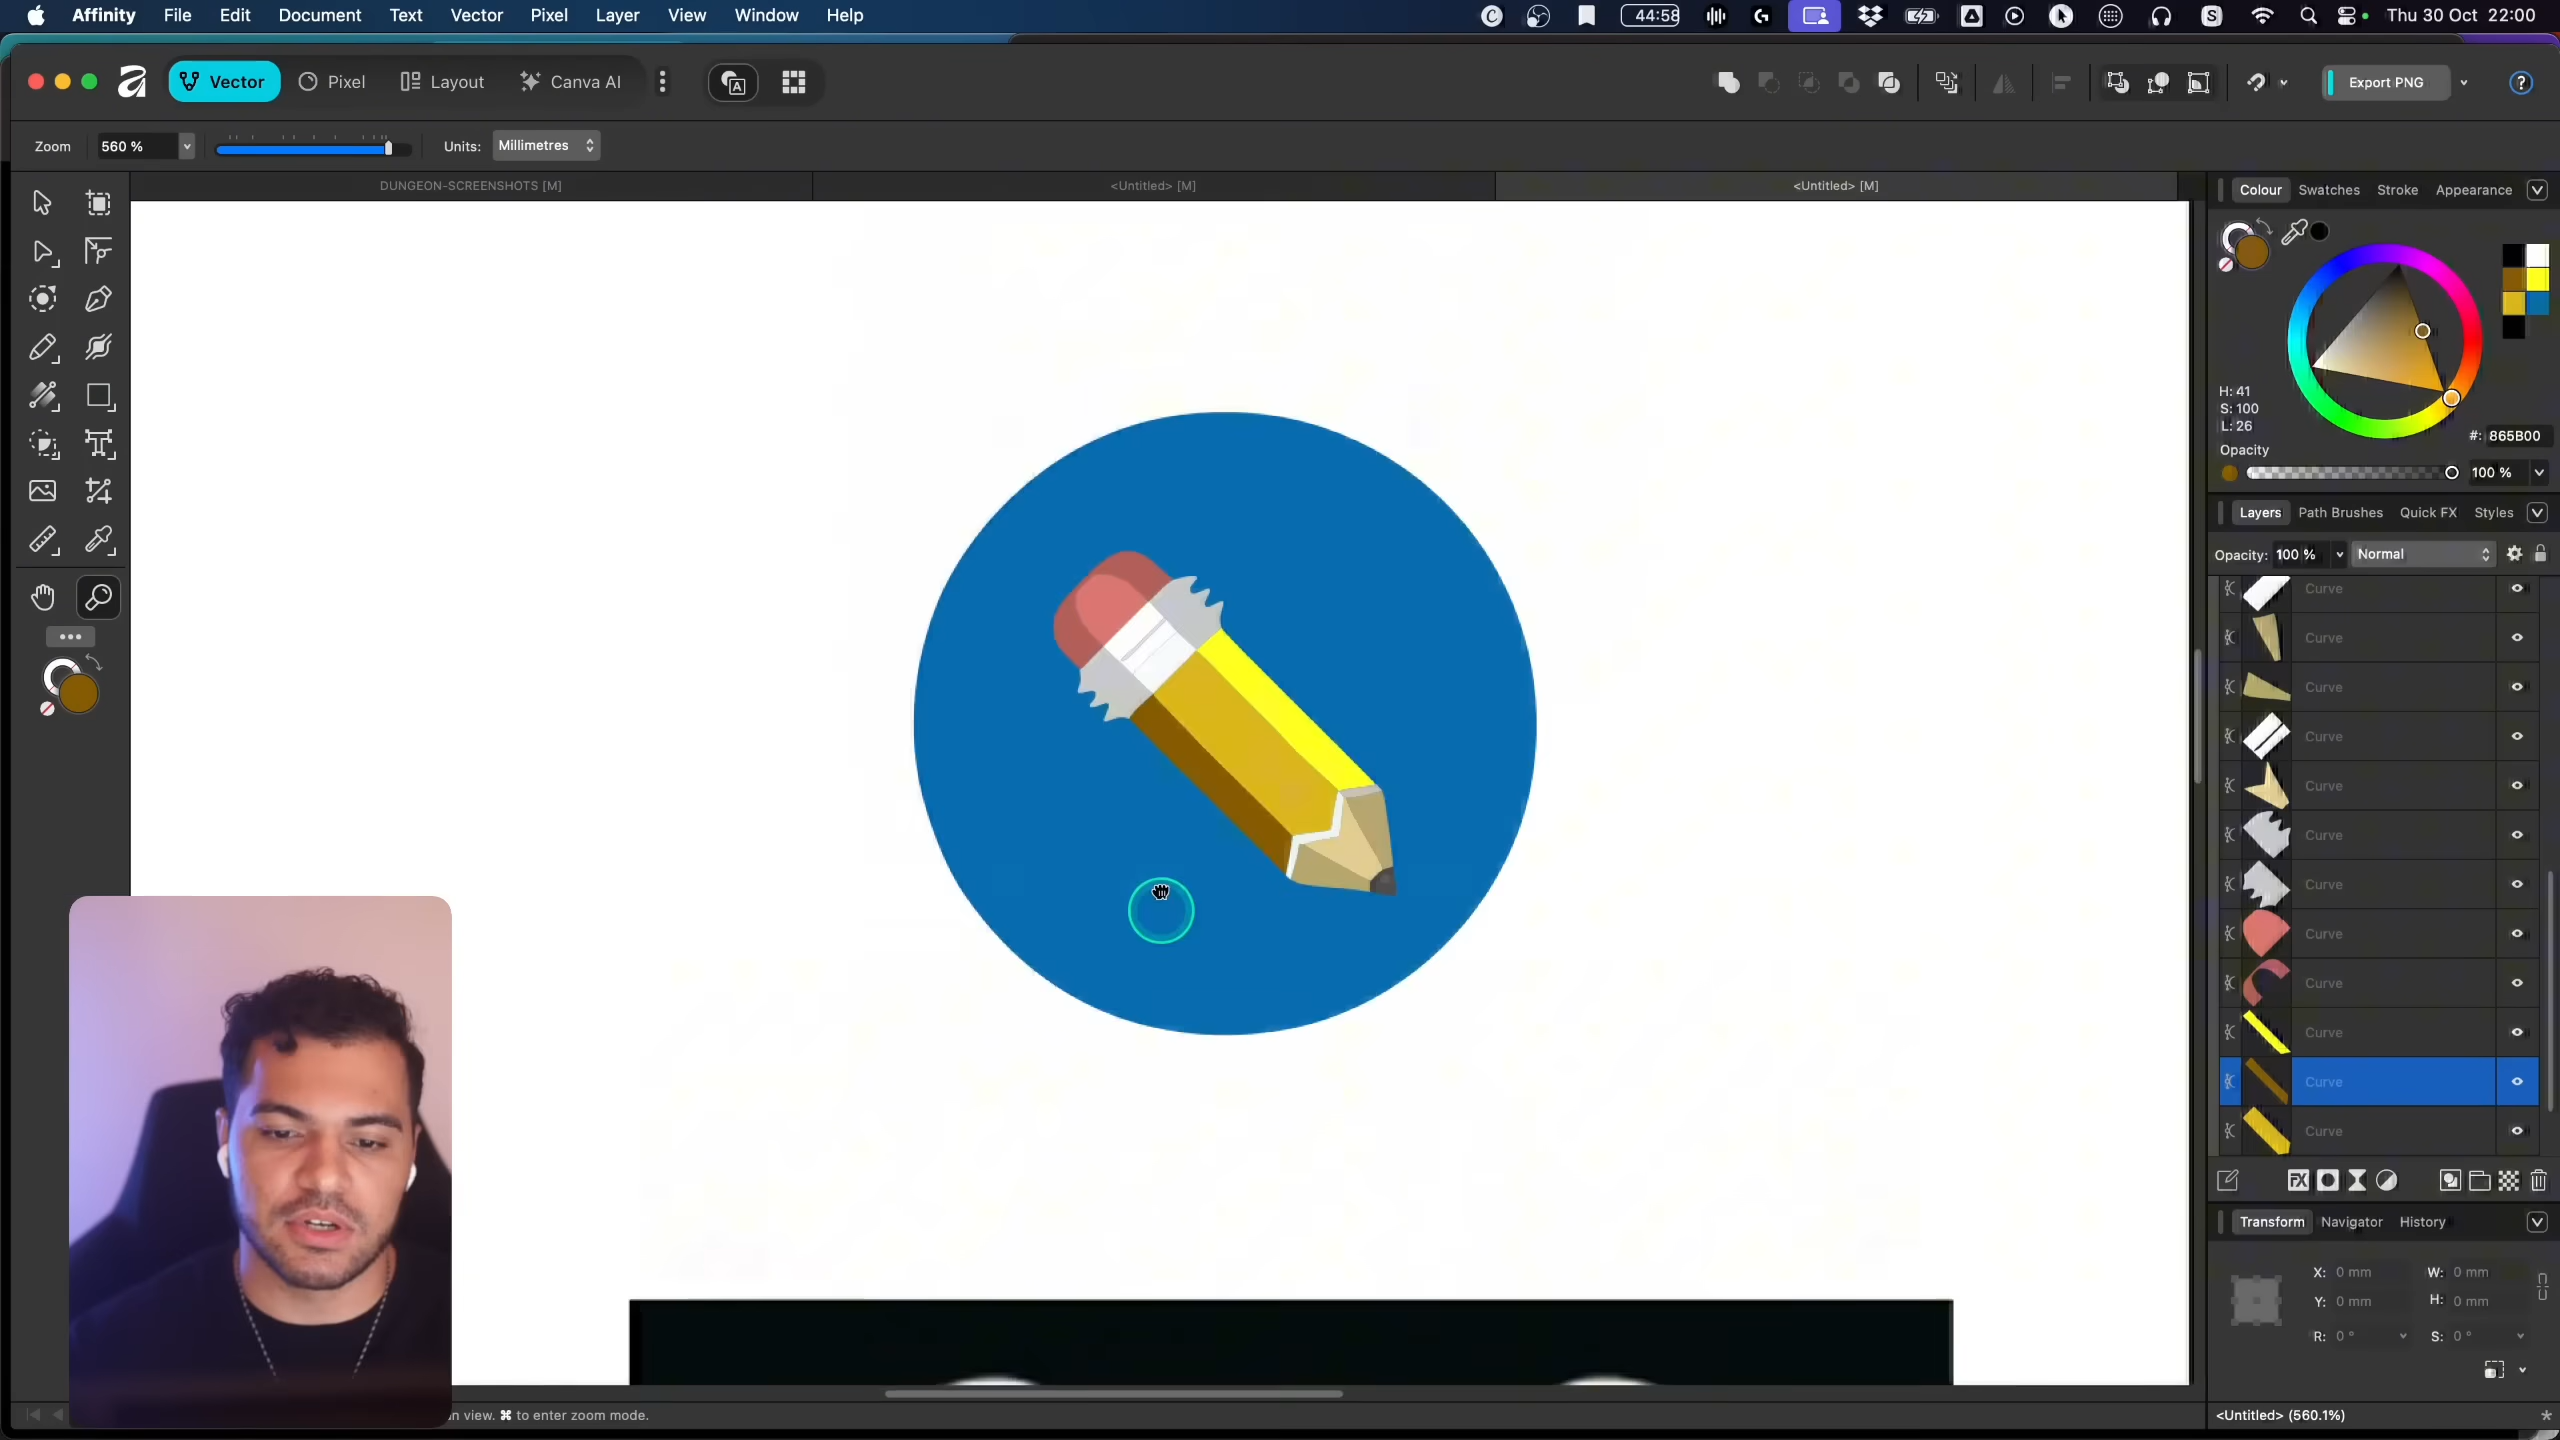 Affinity File Edit Document Text Vector Pixel Layer View Window Help 44:58 Thu 30 Oct 22:00
Vector Pixel Layout Canva AI Export PNG
Zoom 560 % Units: Millimetres
DUNGEON-SCREENSHOTS [M] <Untitled> [M] <Untitled> [M]
Colour Swatches Stroke Appearance
H: 41
S: 100
L: 26
#: 865B00
Opacity
100 %
Layers Path Brushes Quick FX Styles
Opacity: 100 % Normal
Curve
Curve
Curve
Curve
Curve
Curve
Curve
Curve
Curve
Curve
Curve
Curve
Transform Navigator History
X: 0 mm W: 0 mm
Y: 0 mm H: 0 mm
R: 0 ° S: 0 °
view. ⌘ to enter zoom mode.
<Untitled> (560.1%) *